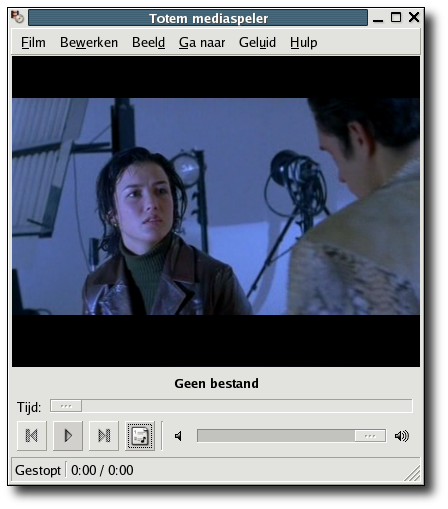 Totem mediaspeler
Film Bewerken Beeld Ga naar Geluid Hulp
Geen bestand
Tijd:
Gestopt 0:00 / 0:00